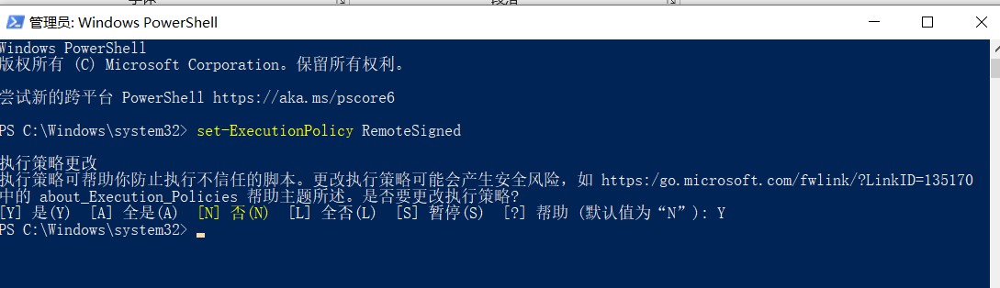 字体 段落
管理员: Windows PowerShell
Windows PowerShell
版权所有 (C) Microsoft Corporation。保留所有权利。
尝试新的跨平台 PowerShell https://aka.ms/pscore6
PS C:\Windows\system32> set-ExecutionPolicy RemoteSigned
执行策略更改
执行策略可帮助你防止执行不信任的脚本。更改执行策略可能会产生安全风险，如 https:/go.microsoft.com/fwlink/?LinkID=135170
中的 about_Execution_Policies 帮助主题所述。是否要更改执行策略?
[Y] 是(Y)  [A] 全是(A)  [N] 否(N)  [L] 全否(L)  [S] 暂停(S)  [?] 帮助 (默认值为“N”): Y
PS C:\Windows\system32>